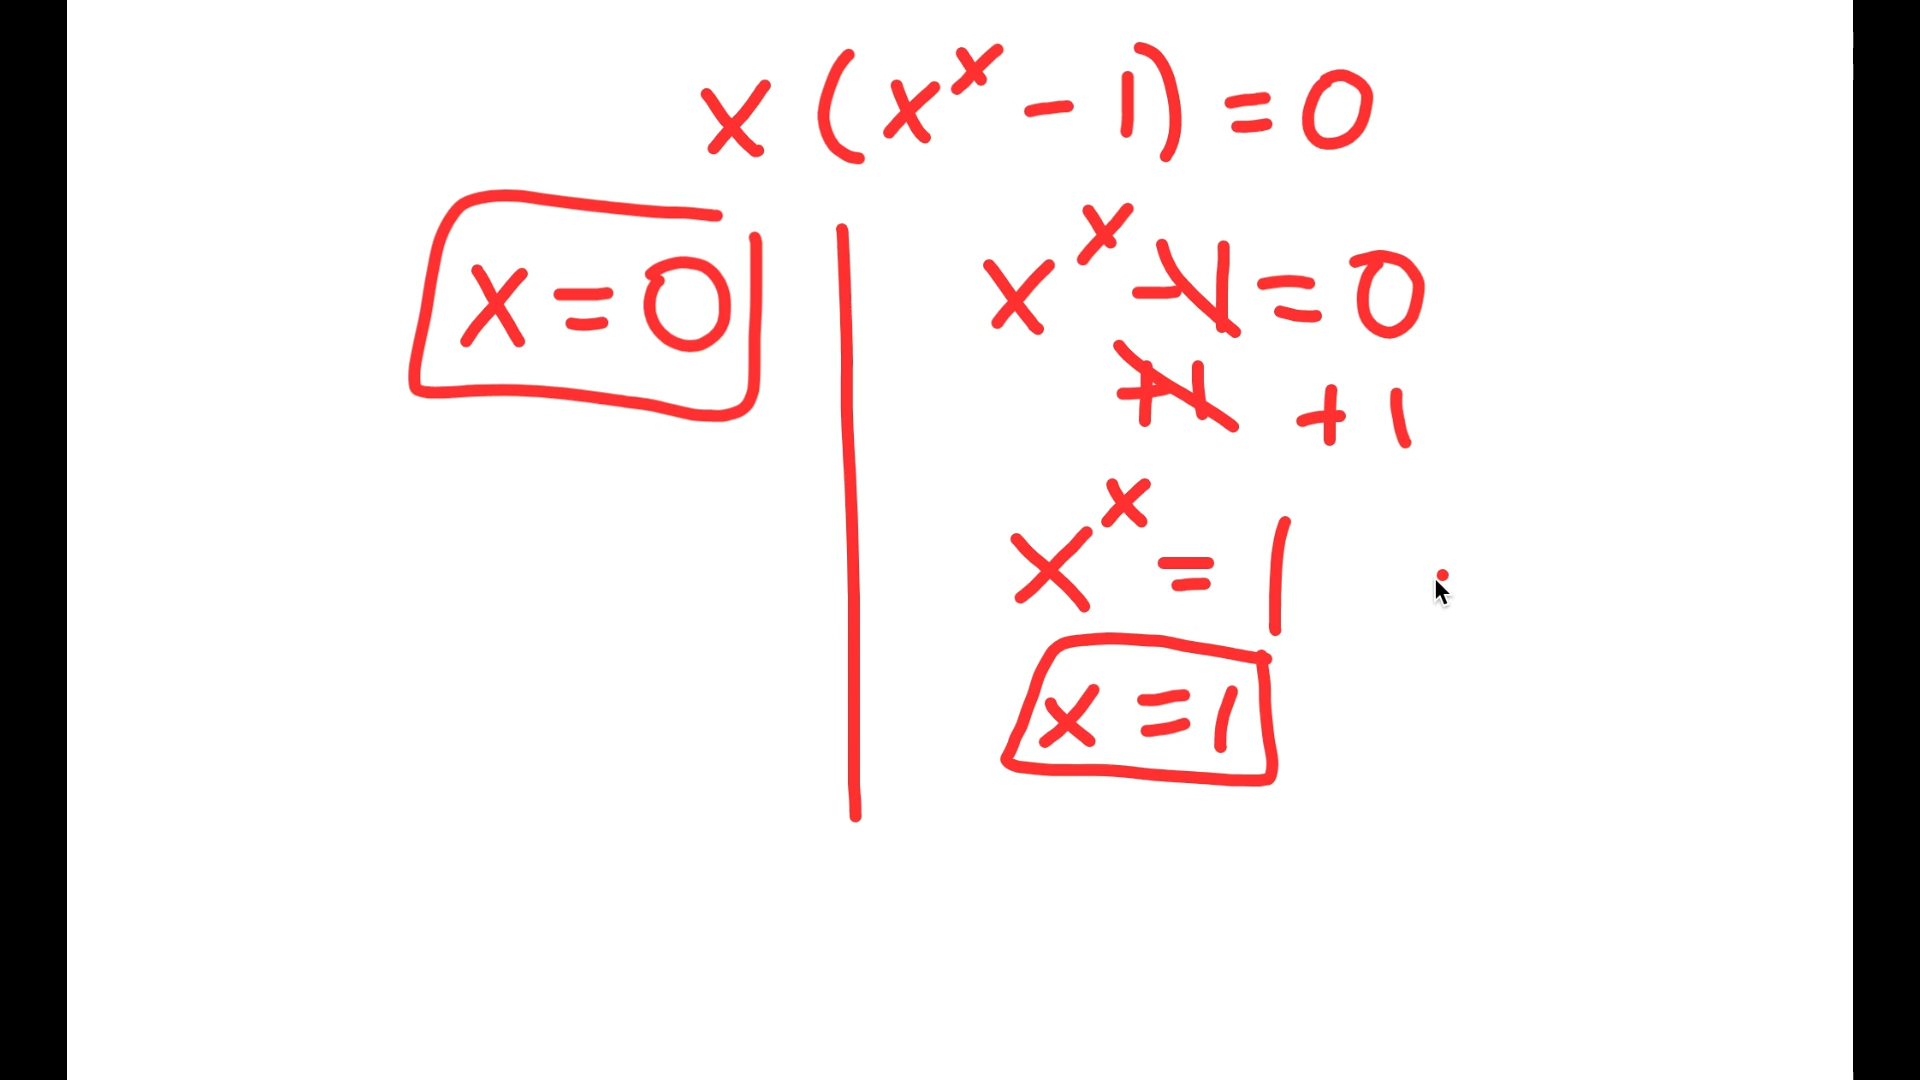 x (x^x - 1) = 0
x = 0
x^x - 1 = 0
+1 +1
x^x = 1
x = 1